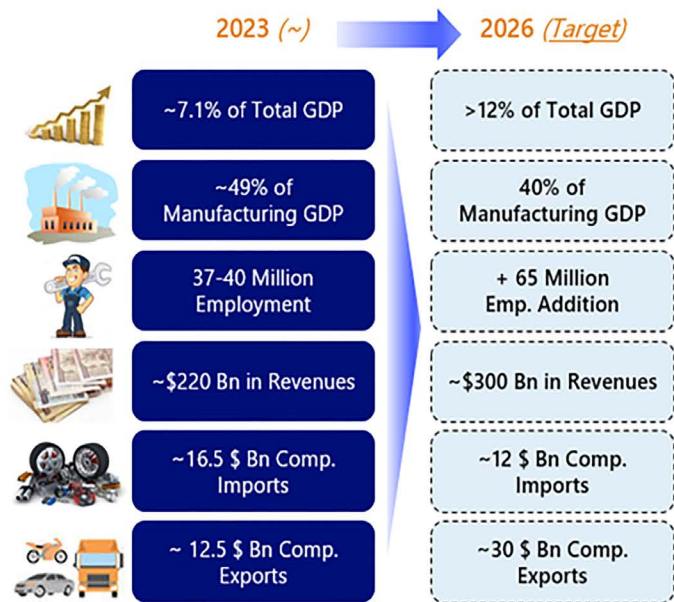 2023 (~)
2026 (Target)
~7.1% of Total GDP
>12% of Total GDP
~49% of
Manufacturing GDP
40% of
Manufacturing GDP
37-40 Million
Employment
+ 65 Million
Emp. Addition
~$220 Bn in Revenues
~$300 Bn in Revenues
~16.5 $ Bn Comp.
Imports
~12 $ Bn Comp.
Imports
~ 12.5 $ Bn Comp.
Exports
~30 $ Bn Comp.
Exports